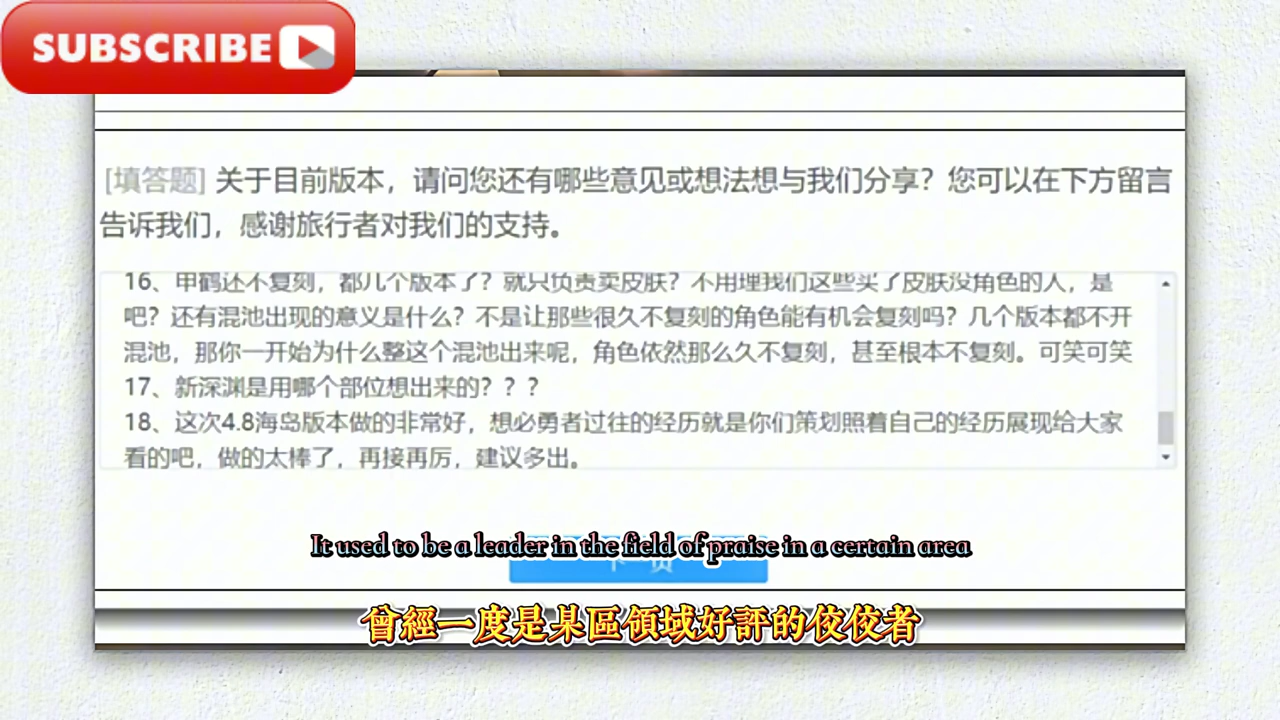 SUBSCRIBE
[填答题] 关于目前版本，请问您还有哪些意见或想法想与我们分享？您可以在下方留言
告诉我们，感谢旅行者对我们的支持。
16、申鹤还不复刻，都几个版本了？就只负责卖皮肤？不用理我们这些买了皮肤没角色的人，是
吧？还有混池出现的意义是什么？不是让那些很久不复刻的角色能有机会复刻吗？几个版本都不开
混池，那你一开始为什么整这个混池出来呢，角色依然那么久不复刻，甚至根本不复刻。可笑可笑
17、新深渊是用哪个部位想出来的？？？
18、这次4.8海岛版本做的非常好，想必勇者过往的经历就是你们策划照着自己的经历展现给大家
看的吧，做的太棒了，再接再厉，建议多出。
It used to be a leader in the field of praise in a certain area
下一页
曾經一度是某區領域好評的佼佼者